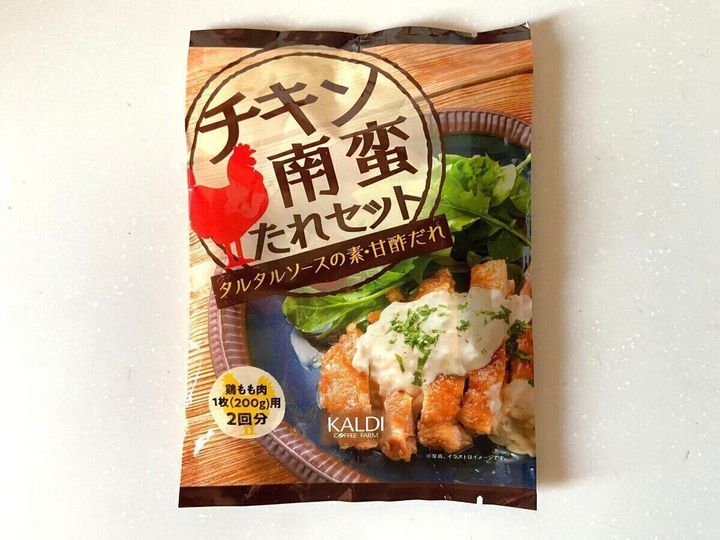 チキン
南蛮
たれセット
タルタルソースの素・甘酢だれ
鶏もも肉
1枚(200g)用
2回分
KALDI
COFFEE FARM
※写真、イラストはイメージです。